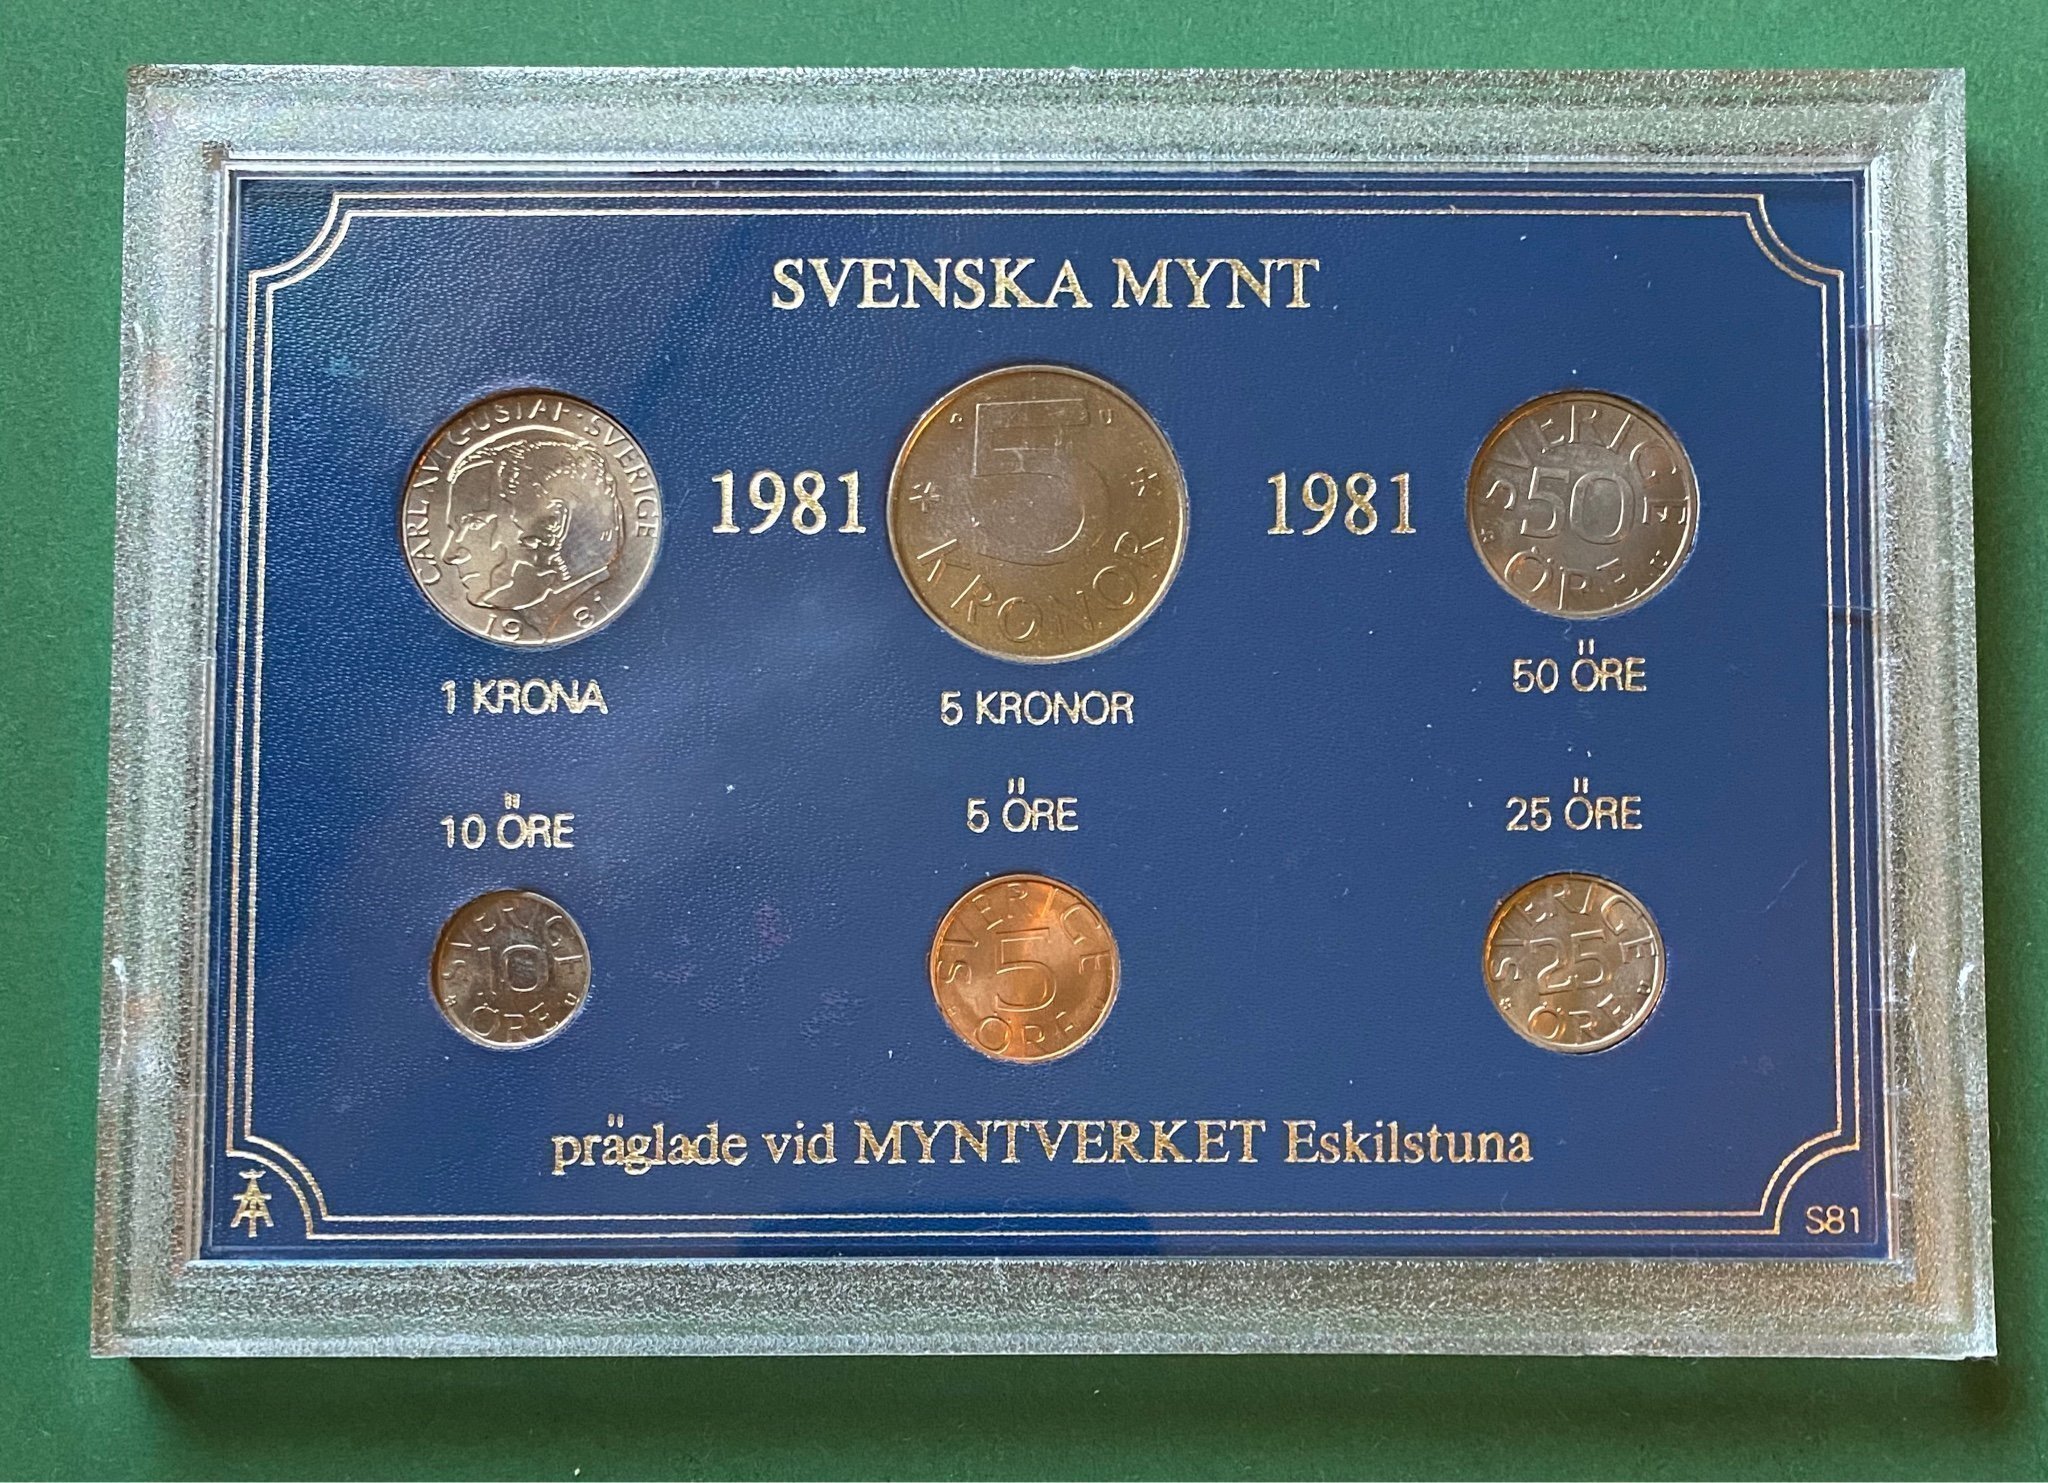 SVENSKA MYNT
CARL XVI GUSTAF · SVERIGE
1981
1981
5
KRONOR
1981
SVERIGE
50
ÖRE
U
1 KRONA
5 KRONOR
50 ÖRE
10 ÖRE
5 ÖRE
25 ÖRE
SVERIGE
10
ÖRE
U
SVERIGE
5
ÖRE
U
SVERIGE
25
ÖRE
U
präglade vid MYNTVERKET Eskilstuna
S81